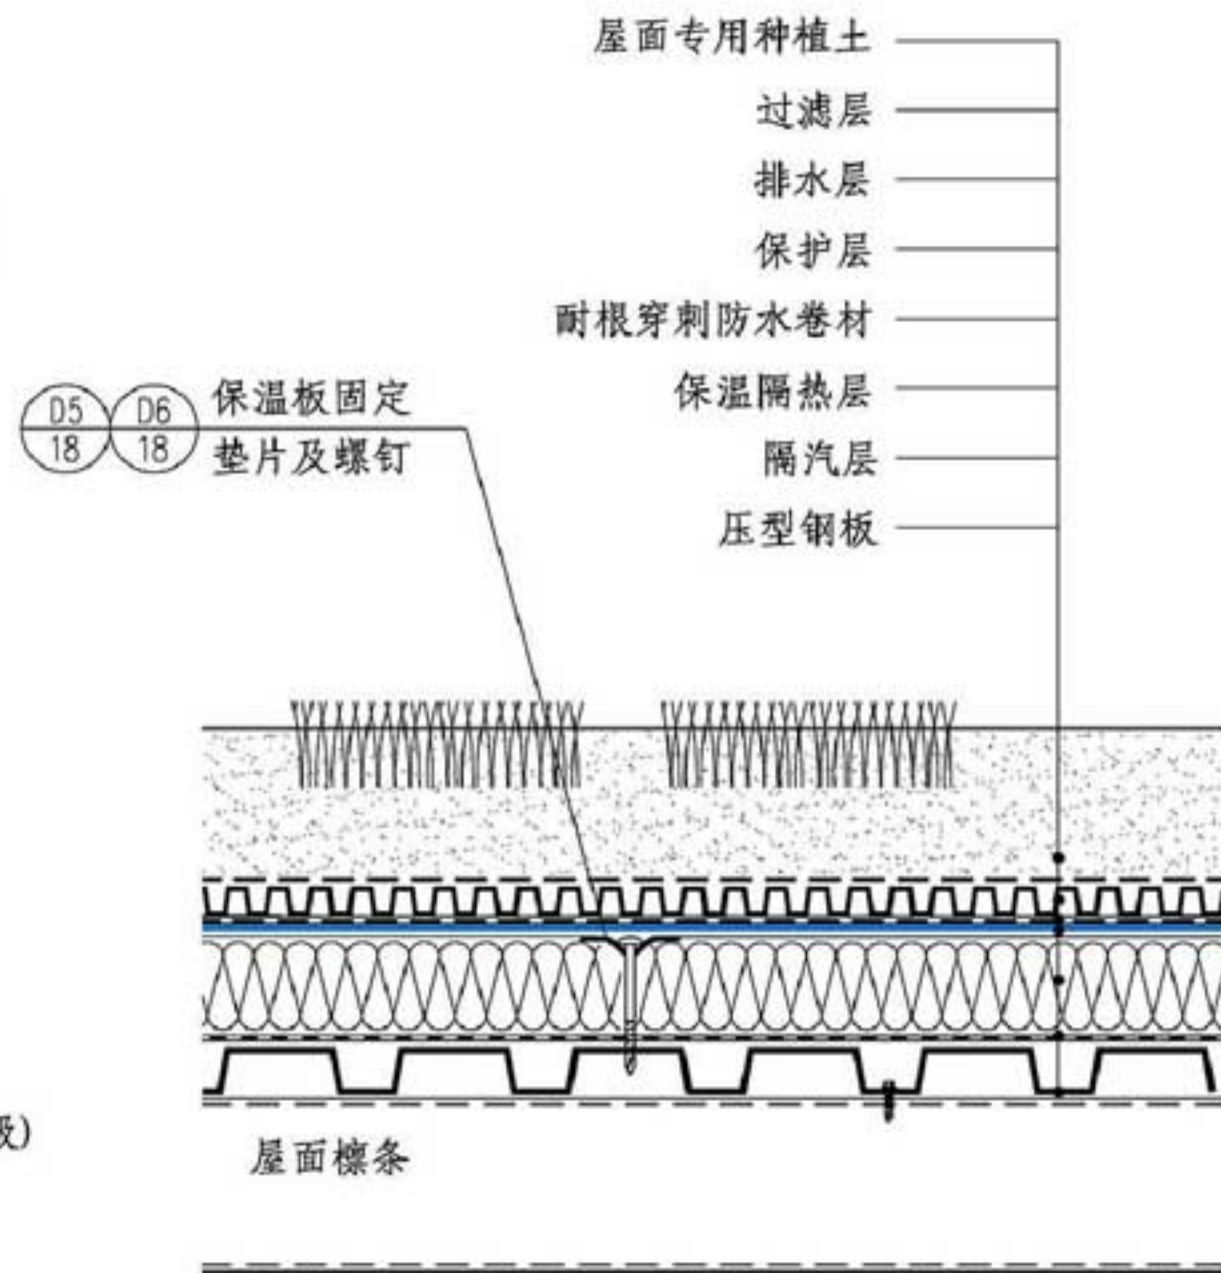 屋面专用种植土
过滤层
排水层
保护层
耐根穿刺防水卷材
保温隔热层
隔汽层
压型钢板
D5 18
D6 18
保温板固定
垫片及螺钉
屋面檩条
)